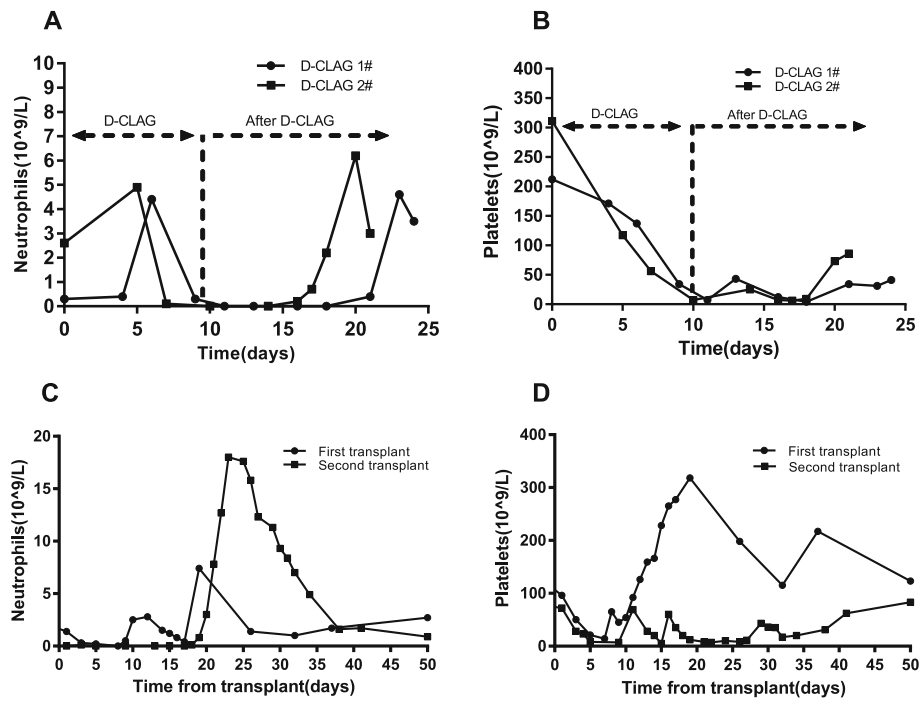 A
Neutrophils(10^9/L)
10
9
8
7
6
5
4
3
2
1
0
0 5 10 15 20 25
Time(days)
D-CLAG 1#
D-CLAG 2#
D-CLAG
After D-CLAG
B
Platelets(10^9/L)
400
350
300
250
200
150
100
50
0
0 5 10 15 20 25
Time(days)
D-CLAG 1#
D-CLAG 2#
D-CLAG
After D-CLAG
C
Neutrophils(10^9/L)
20
15
10
5
0
0 5 10 15 20 25 30 35 40 45 50
Time from transplant(days)
First transplant
Second transplant
D
Platelets(10^9/L)
400
300
200
100
0
0 5 10 15 20 25 30 35 40 45 50
Time from transplant(days)
First transplant
Second transplant